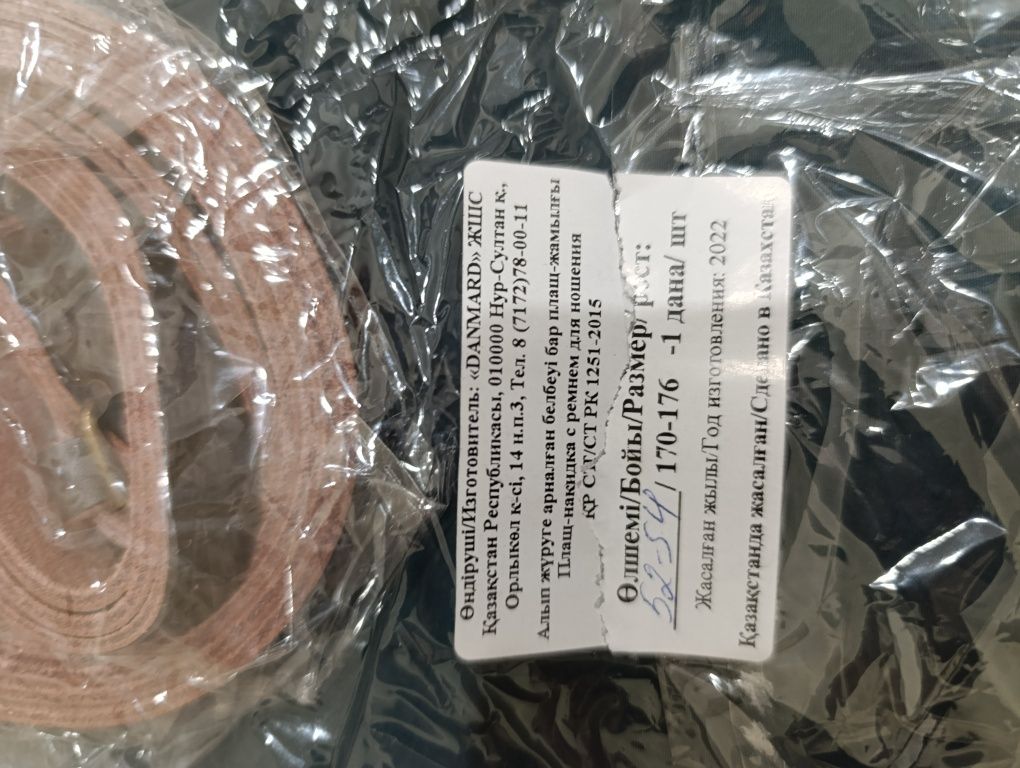 Өндіруші/Изготовитель: «DANMARD» ЖШС
Қазақстан Республикасы, 010000 Нур-Султан қ.,
Орлыкөл к-сі, 14 н.п.3, Тел. 8 (7172)78-00-11
Алып жүруге арналған белбеуі бар плащ-жамылғы
Плащ-накидка с ремнем для ношения
ҚР СТ/СТ РК 1251-2015
Өлшемі/Бойы/Размер/ рост:
52-54 / 170-176 -1 дана/ шт
Жасалған жылы/Год изготовления: 2022
Қазақстанда жасалған/Сделано в Казахстан